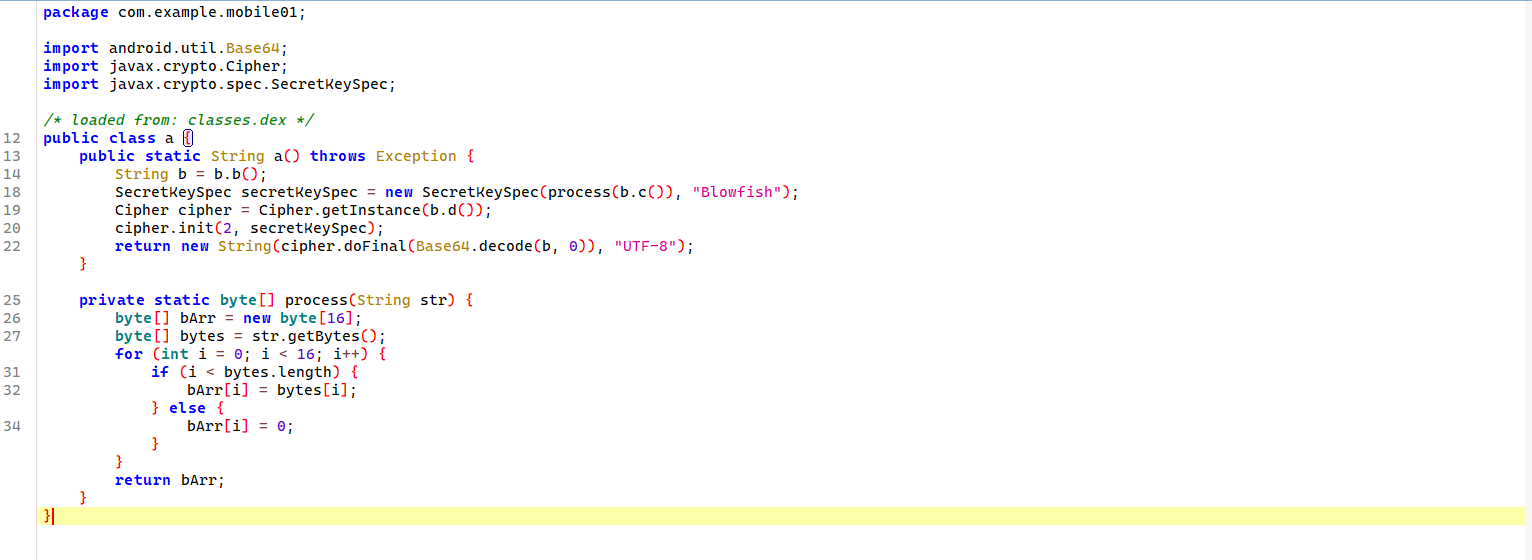 package com.example.mobile01;
import android.util.Base64;
import javax.crypto.Cipher;
import javax.crypto.spec.SecretKeySpec;
/* loaded from: classes.dex */
12 public class a {
13     public static String a() throws Exception {
14         String b = b.b();
18         SecretKeySpec secretKeySpec = new SecretKeySpec(process(b.c()), "Blowfish");
19         Cipher cipher = Cipher.getInstance(b.d());
20         cipher.init(2, secretKeySpec);
22         return new String(cipher.doFinal(Base64.decode(b, 0)), "UTF-8");
    }
25     private static byte[] process(String str) {
26         byte[] bArr = new byte[16];
27         byte[] bytes = str.getBytes();
        for (int i = 0; i < 16; i++) {
31             if (i < bytes.length) {
32                 bArr[i] = bytes[i];
            } else {
34                 bArr[i] = 0;
            }
        }
        return bArr;
    }
}